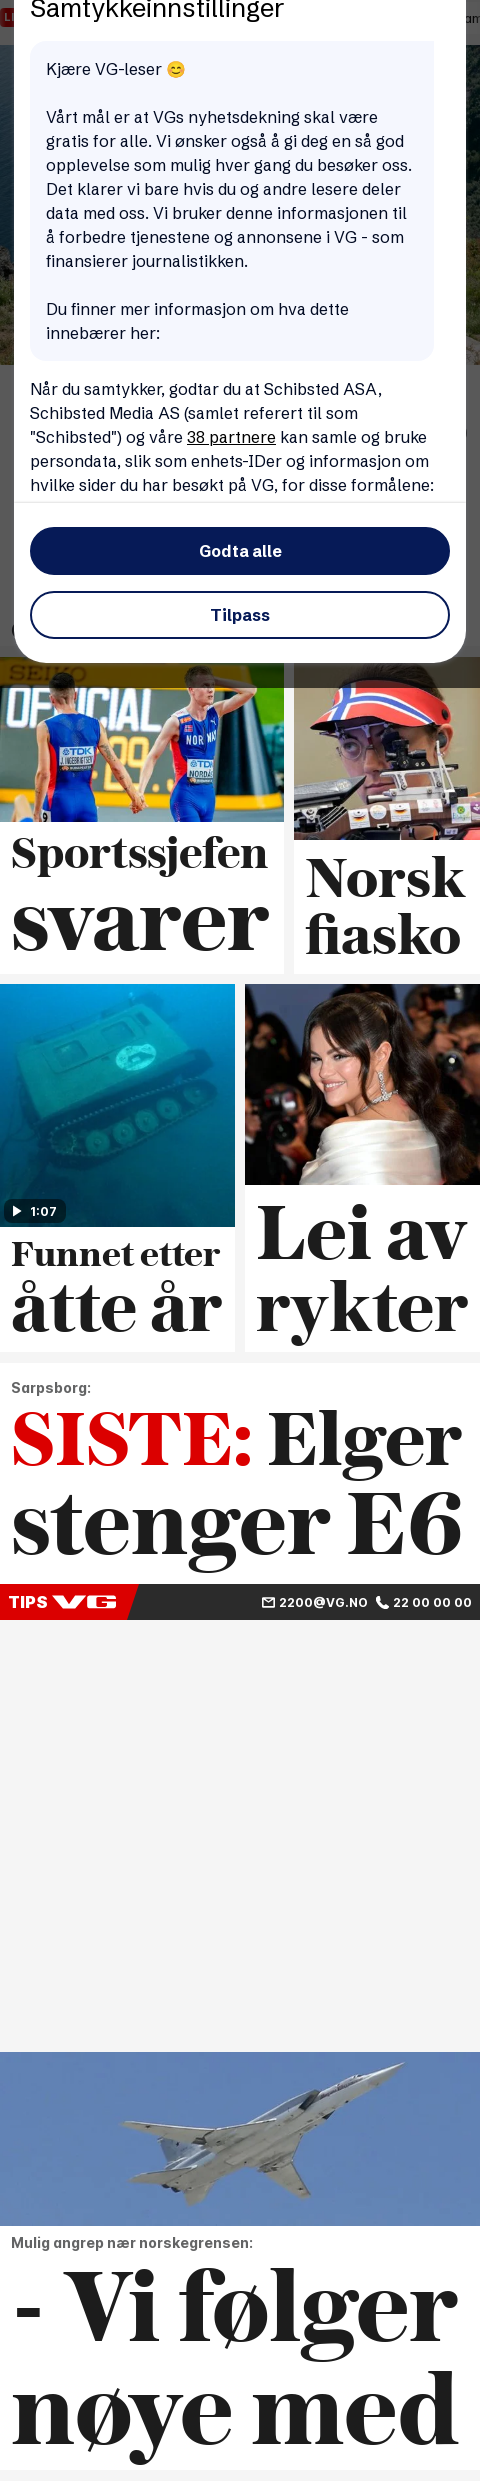 Samtykkeinnstillinger
Kjære VG-leser 😊
Vårt mål er at VGs nyhetsdekning skal være
gratis for alle. Vi ønsker også å gi deg en så god
opplevelse som mulig hver gang du besøker oss.
Det klarer vi bare hvis du og andre lesere deler
data med oss. Vi bruker denne informasjonen til
å forbedre tjenestene og annonsene i VG - som
finansierer journalistikken.
Du finner mer informasjon om hva dette
innebærer her:
Når du samtykker, godtar du at Schibsted ASA,
Schibsted Media AS (samlet referert til som
"Schibsted") og våre 38 partnere kan samle og bruke
persondata, slik som enhets-IDer og informasjon om
hvilke sider du har besøkt på VG, for disse formålene:
Godta alle
Tilpass
SEIKO
OFFICIAL
TDK
J. INGEBRIGTSEN
NORWAY
TDK
NORDÅS
Sportssjefen
svarer
Norsk
fiasko
1:07
Funnet etter
åtte år
Lei av
rykter
Sarpsborg:
SISTE: Elger
stenger E6
TIPS VG
2200@VG.NO 22 00 00 00
Mulig angrep nær norskegrensen:
- Vi følger
nøye med